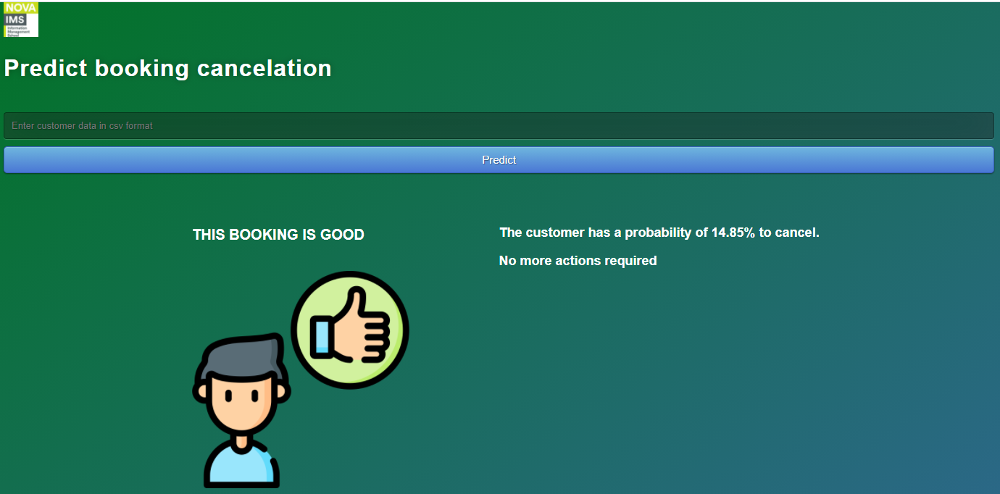 NOVA
IMS
Information
Management
School
Predict booking cancelation
Enter customer data in csv format
Predict
THIS BOOKING IS GOOD
The customer has a probability of 14.85% to cancel.
No more actions required